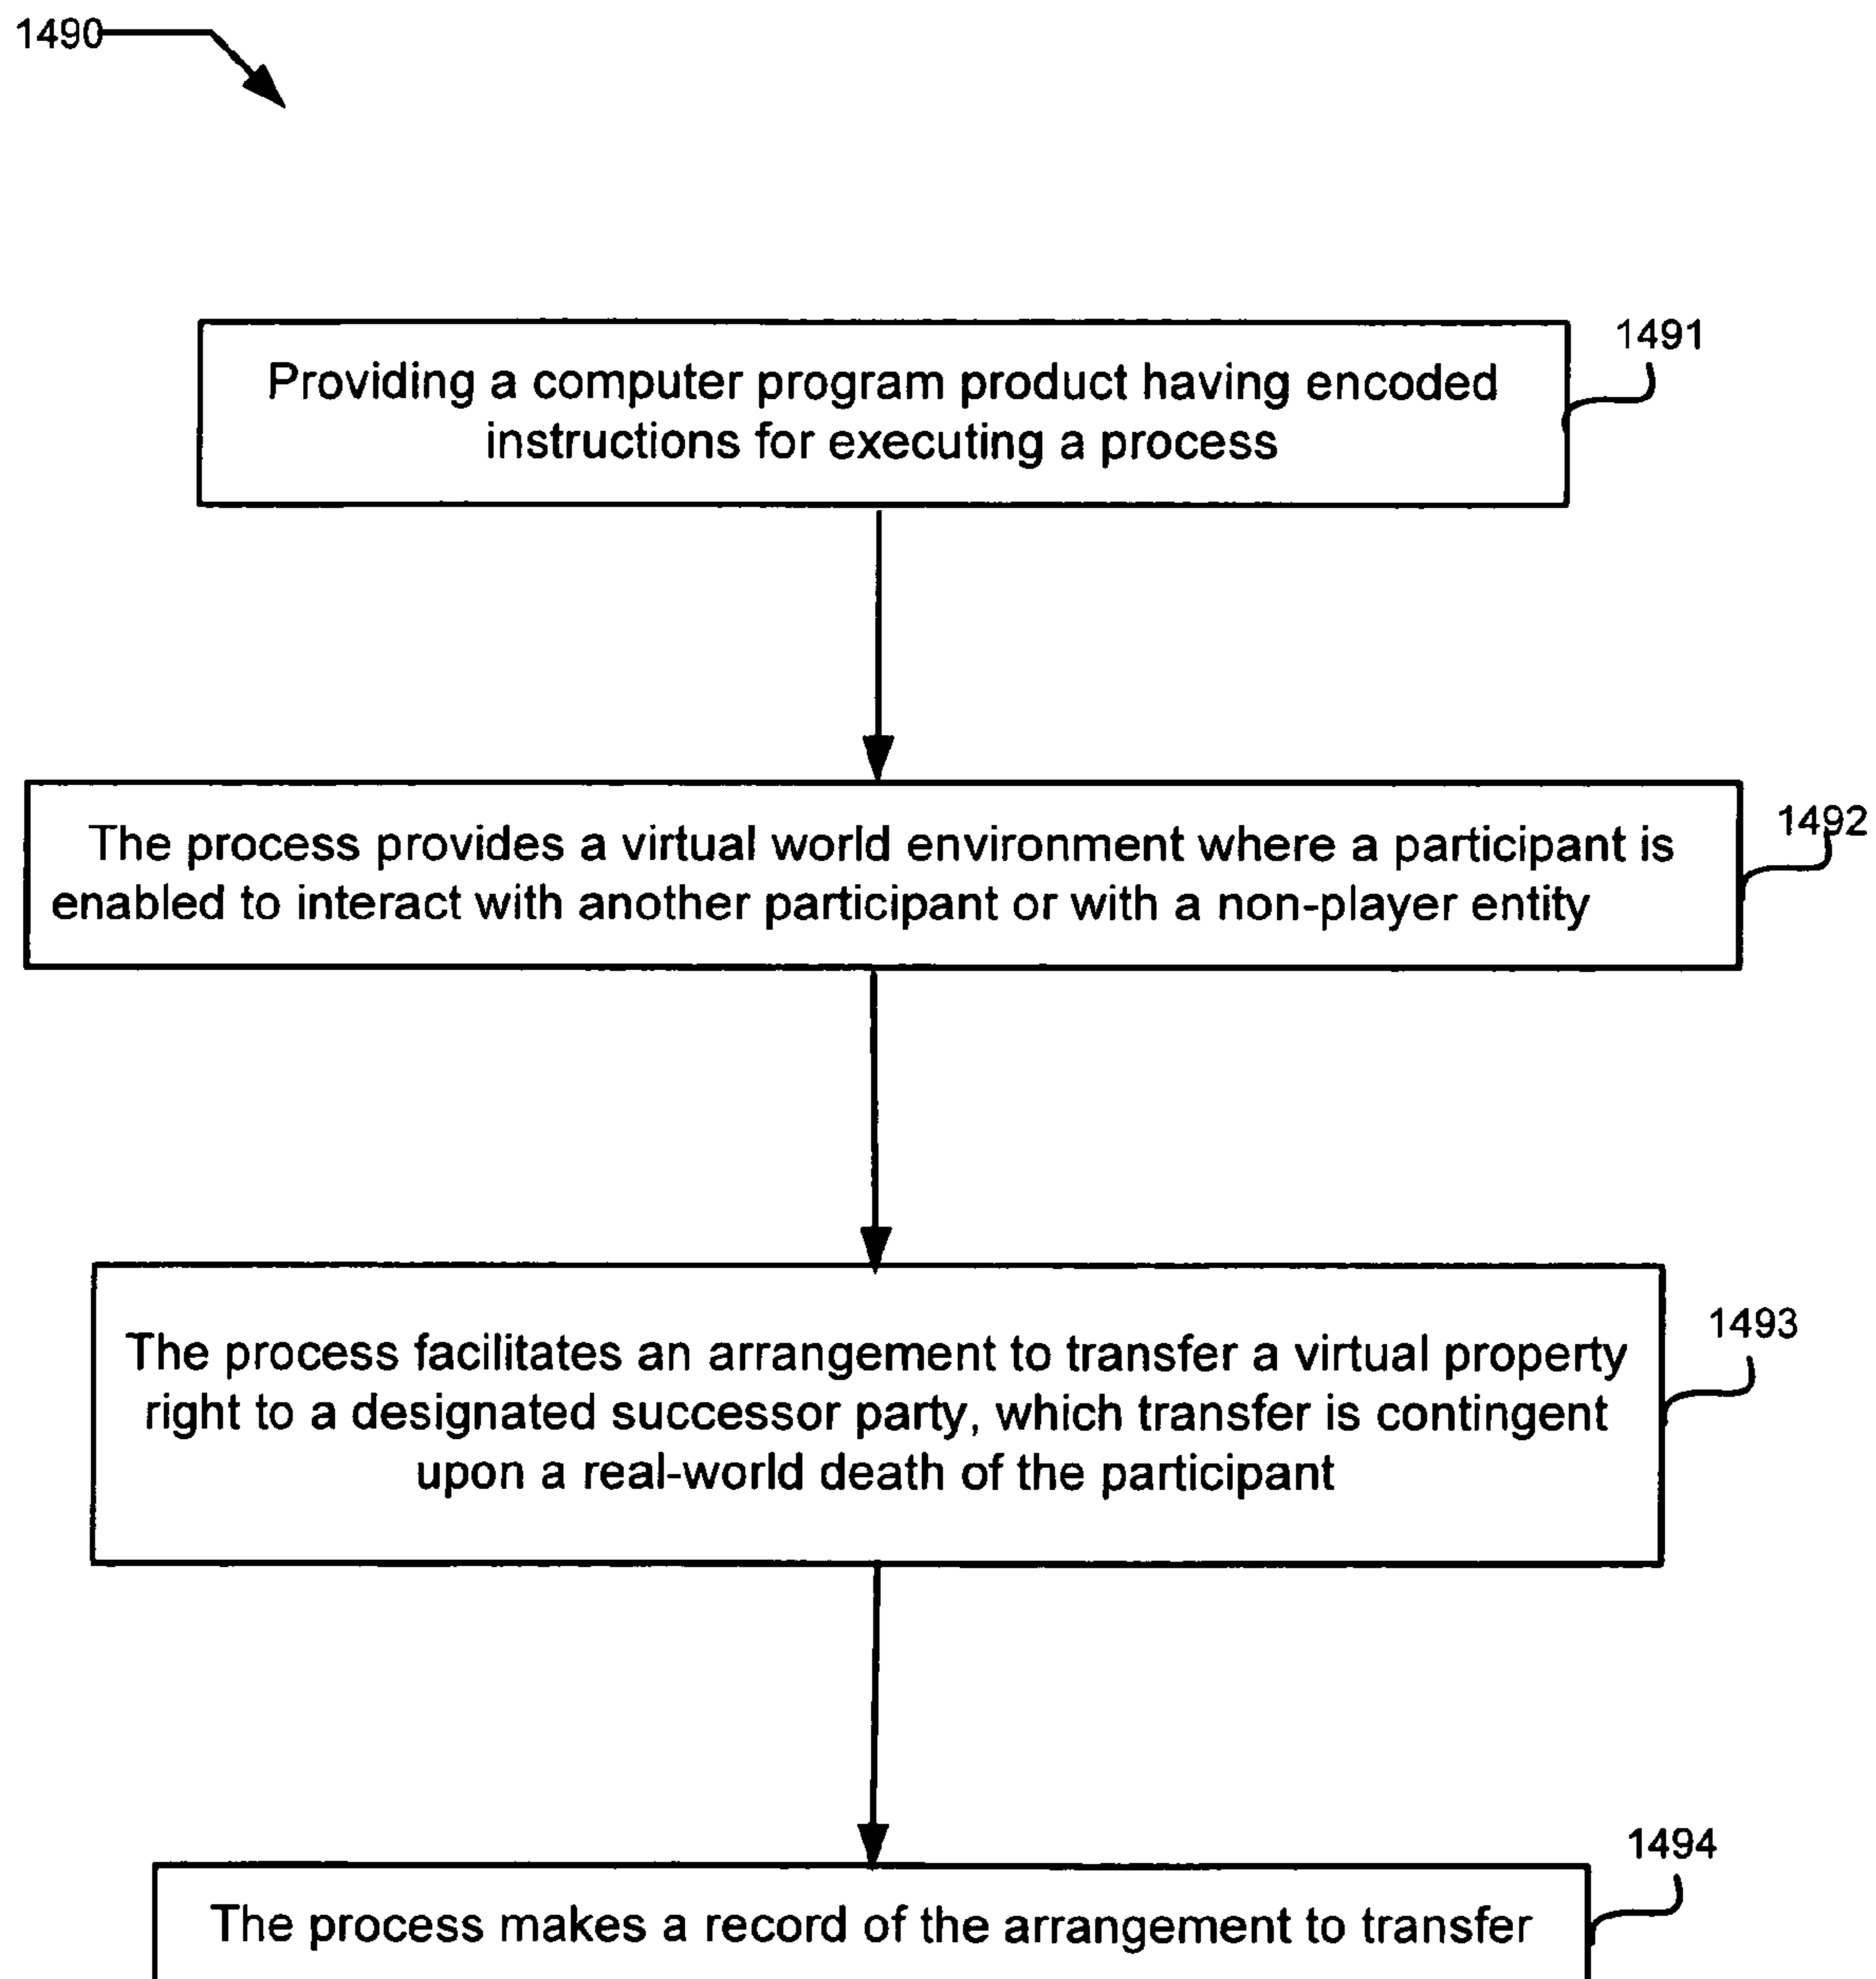 1490
1491
Providing a computer program product having encoded
instructions for executing a process
1492
The process provides a virtual world environment where a participant is
enabled to interact with another participant or with a non-player entity
1493
The process facilitates an arrangement to transfer a virtual property
right to a designated successor party, which transfer is contingent
upon a real-world death of the participant
1494
The process makes a record of the arrangement to transfer